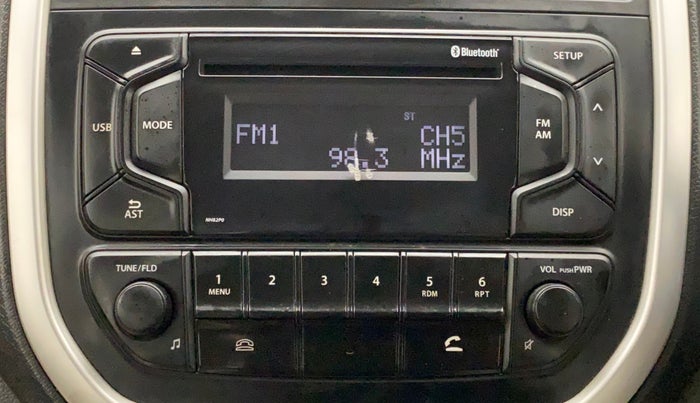 Bluetooth
SETUP
USB
MODE
ST
FM1
CH5
98.3 MHz
FM
AM
AST
NH82P0
DISP
TUNE/FLD
1
MENU
2
3
4
5
RDM
6
RPT
VOL PUSH PWR